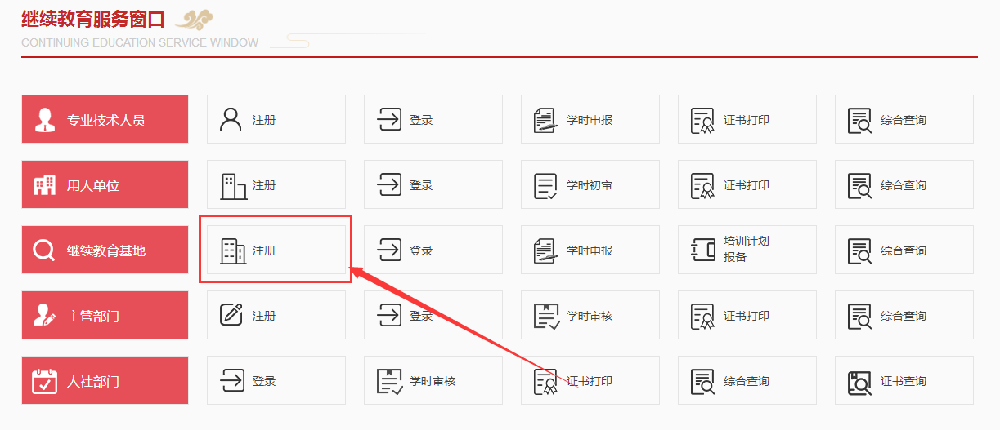 继续教育服务窗口
CONTINUING EDUCATION SERVICE WINDOW
专业技术人员 注册 登录 学时申报 证书打印 综合查询
用人单位 注册 登录 学时初审 证书打印 综合查询
继续教育基地 注册 登录 学时申报 培训计划 综合查询
报备
主管部门 注册 登录 学时审核 证书打印 综合查询
人社部门 登录 学时审核 证书打印 综合查询 证书查询